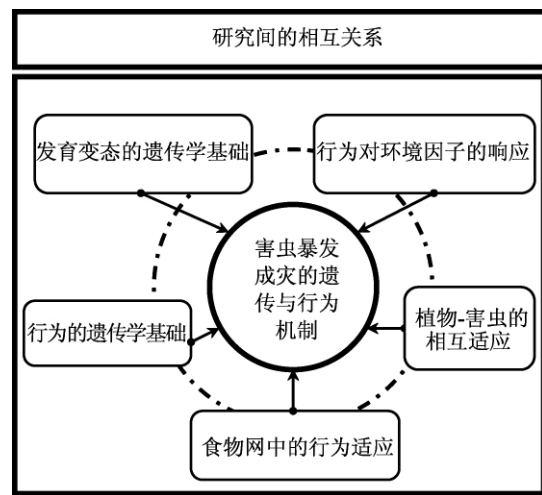 研究间的相互关系
发育变态的遗传学基础
行为对环境因子的响应
害虫暴发
成灾的遗
传与行为
机制
行为的遗传学基础
植物-害虫的
相互适应
食物网中的行为适应